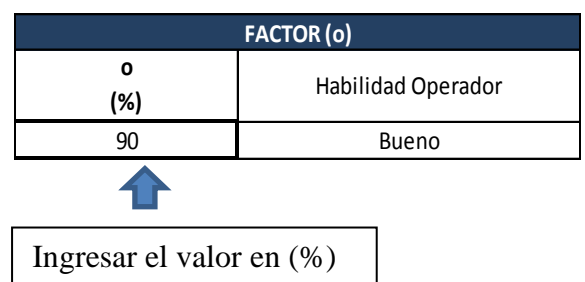 FACTOR (o)
o
(%)
Habilidad Operador
90
Bueno
Ingresar el valor en (%)